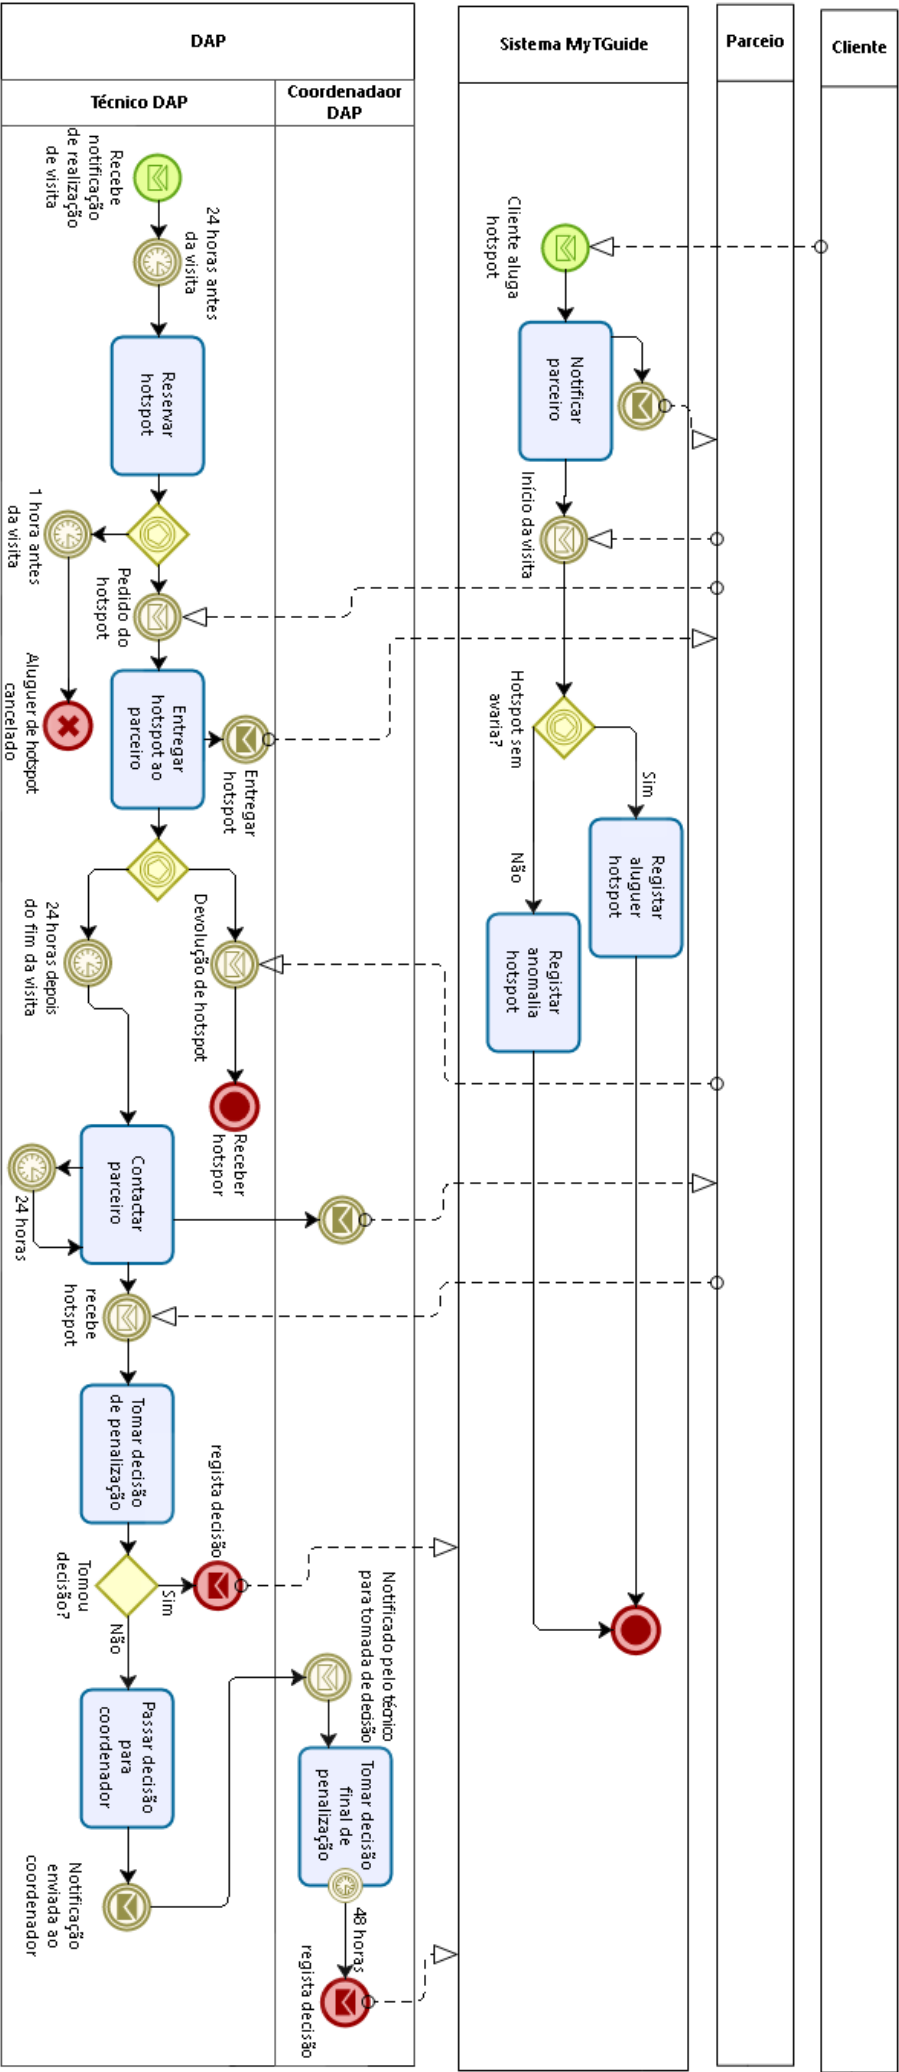 DAP
Sistema MyTGuide
Parceio
Cliente
Técnico DAP
Coordenadaor
DAP
Recebe
notificação
de realização
de visita
24 horas antes
da visita
Reservar
hotspot
1 hora antes
da visita
Pedido do
hotspot
Aluguer de hotspot
cancelado
Entregar
hotspot ao
parceiro
Entregar
hotspot
24 horas depois
do fim da visita
Devolução de hotspot
Receber
hotspor
Contactar
parceiro
24 horas
recebe
hotspot
Tomar decisão
de penalização
Tomou
decisão?
Sim
regista decisão
Não
Passar decisão
para
coordenador
Notificação
enviada ao
coordenador
Notificado pelo técnico
para tomada de decisão
Tomar decisão
final de
penalização
48 horas
regista decisão
Cliente aluga
hotspot
Notificar
parceiro
Início da visita
Hotspot sem
avaria?
Sim
Registar
aluguer
hotspot
Não
Registar
anomalia
hotspot